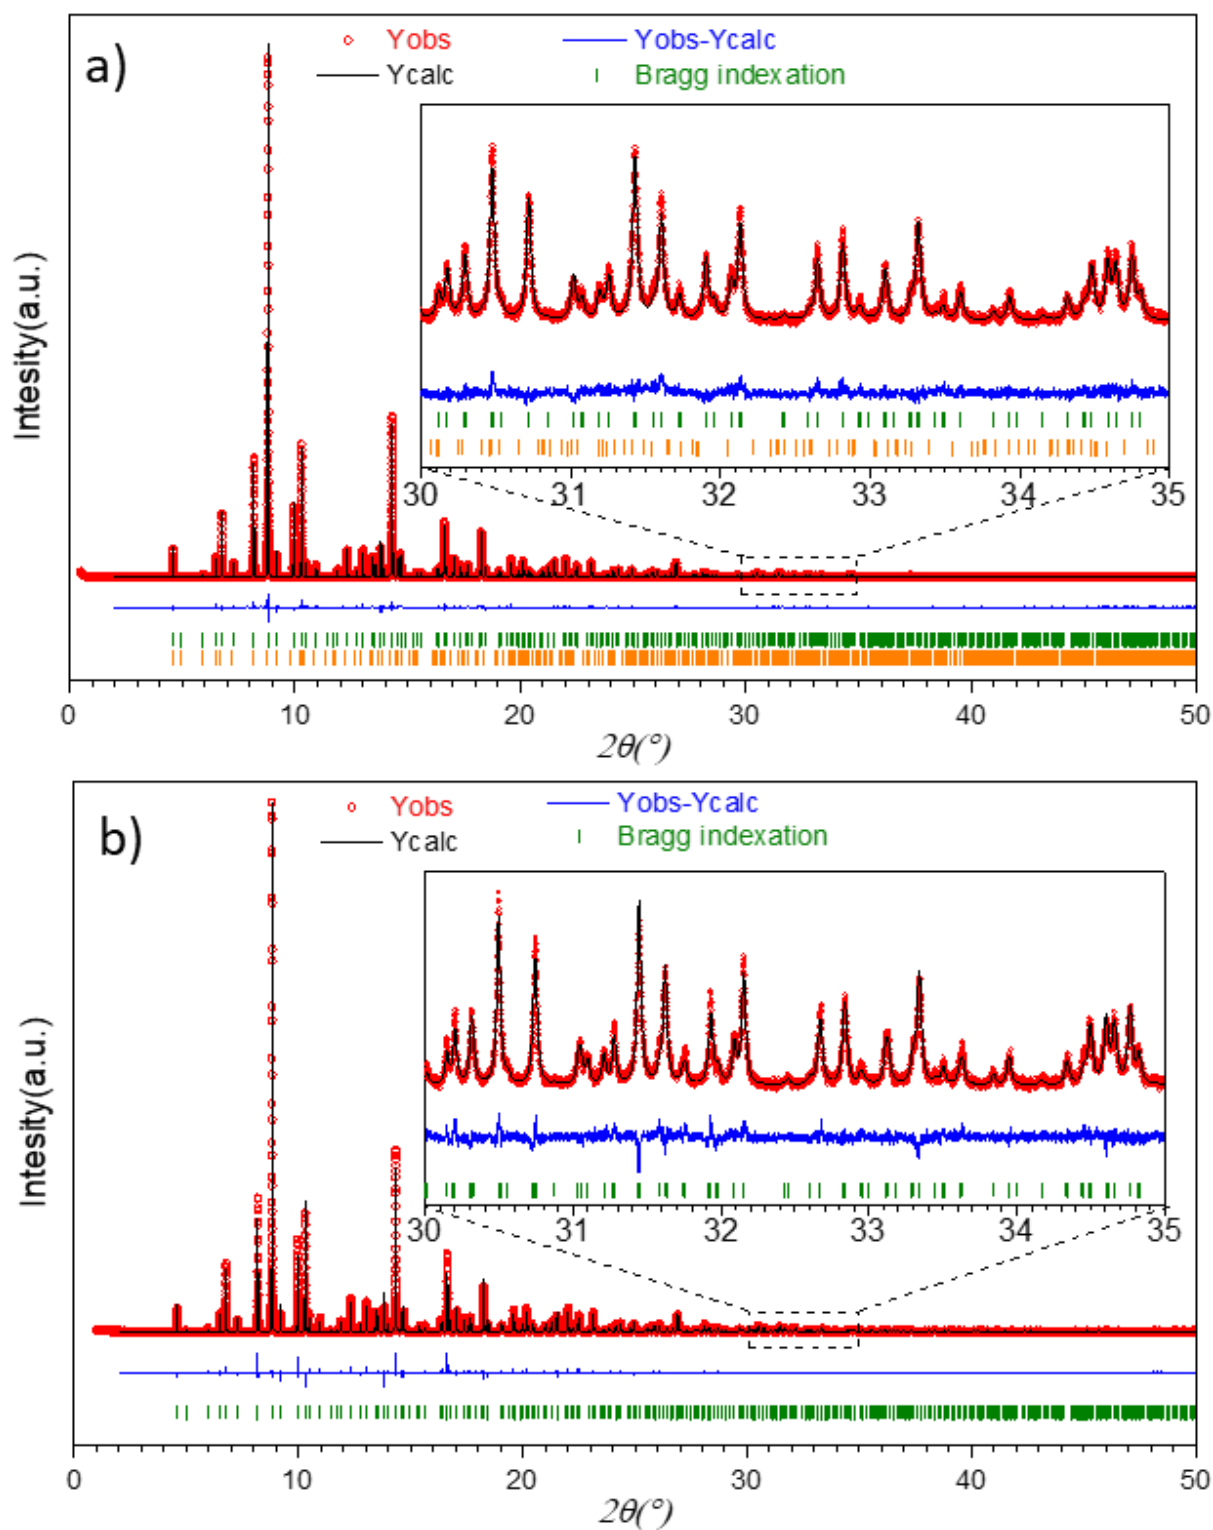 a)
Yobs
Yobs-Ycalc
Ycalc
Bragg indexation
Intesity(a.u.)
30 31 32 33 34 35
0 10 20 30 40 50
2θ(°)
b)
Yobs
Yobs-Ycalc
Ycalc
Bragg indexation
Intesity(a.u.)
30 31 32 33 34 35
0 10 20 30 40 50
2θ(°)